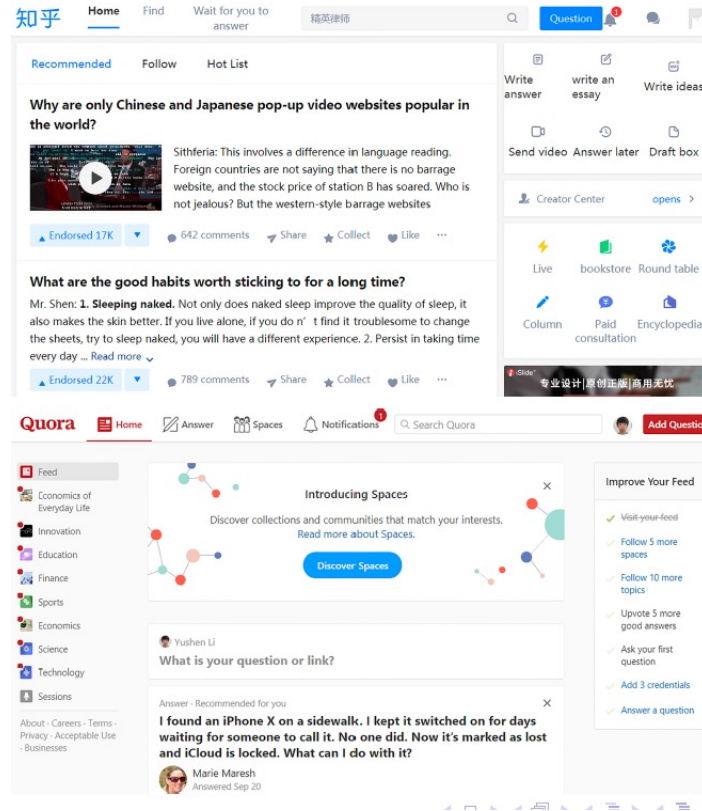 知乎 Home Find Wait for you to
answer 精英律师 Question 1
Recommended Follow Hot List
Why are only Chinese and Japanese pop-up video websites popular in
the world?
Sithferia: This involves a difference in language reading.
Foreign countries are not saying that there is no barrage
website, and the stock price of station B has soared. Who is
not jealous? But the western-style barrage websites
Endorsed 17K 642 comments Share Collect Like ...
What are the good habits worth sticking to for a long time?
Mr. Shen: 1. Sleeping naked. Not only does naked sleep improve the quality of sleep, it
also makes the skin better. If you live alone, if you do n' t find it troublesome to change
the sheets, try to sleep naked, you will have a different experience. 2. Persist in taking time
every day ... Read more
Endorsed 22K 789 comments Share Collect Like ...
Write
answer
write an
essay
Write ideas
Send video Answer later Draft box
Creator Center opens >
Live bookstore Round table
Column Paid
consultation
Encyclopedia
iSlide
专业设计|原创正版|商用无忧
Quora Home Answer Spaces Notifications 1 Search Quora Add Questio
Feed
Economics of
Everyday Life
Innovation
Education
Finance
Sports
Economics
Science
Technology
Sessions
About · Careers · Terms ·
Privacy · Acceptable Use
· Businesses
Introducing Spaces
Discover collections and communities that match your interests.
Read more about Spaces.
Discover Spaces
Yushen Li
What is your question or link?
Answer · Recommended for you
I found an iPhone X on a sidewalk. I kept it switched on for days
waiting for someone to call it. No one did. Now it's marked as lost
and iCloud is locked. What can I do with it?
Marie Maresh
Answered Sep 20
Improve Your Feed
Visit your feed
Follow 5 more
spaces
Follow 10 more
topics
Upvote 5 more
good answers
Ask your first
question
Add 3 credentials
Answer a question